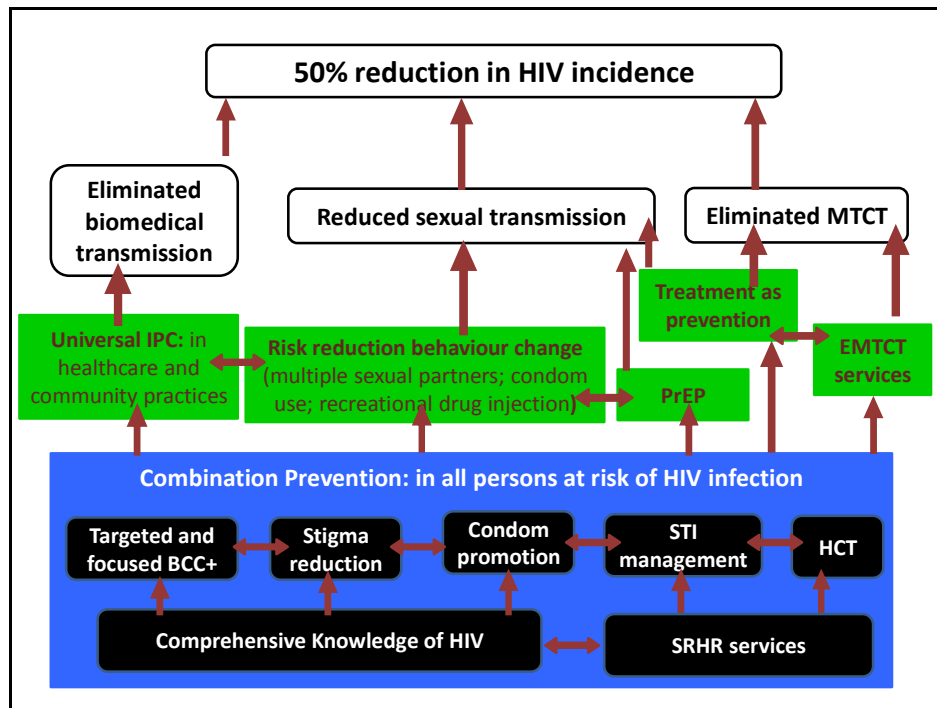 50% reduction in HIV incidence
Eliminated
biomedical
transmission
Reduced sexual transmission
Eliminated MTCT
Treatment as
prevention
Universal IPC: in
healthcare and
community practices
Risk reduction behaviour change
(multiple sexual partners; condom
use; recreational drug injection)
PrEP
EMTCT
services
Combination Prevention: in all persons at risk of HIV infection
Targeted and
focused BCC+
Stigma
reduction
Condom
promotion
STI
management
HCT
Comprehensive Knowledge of HIV
SRHR services